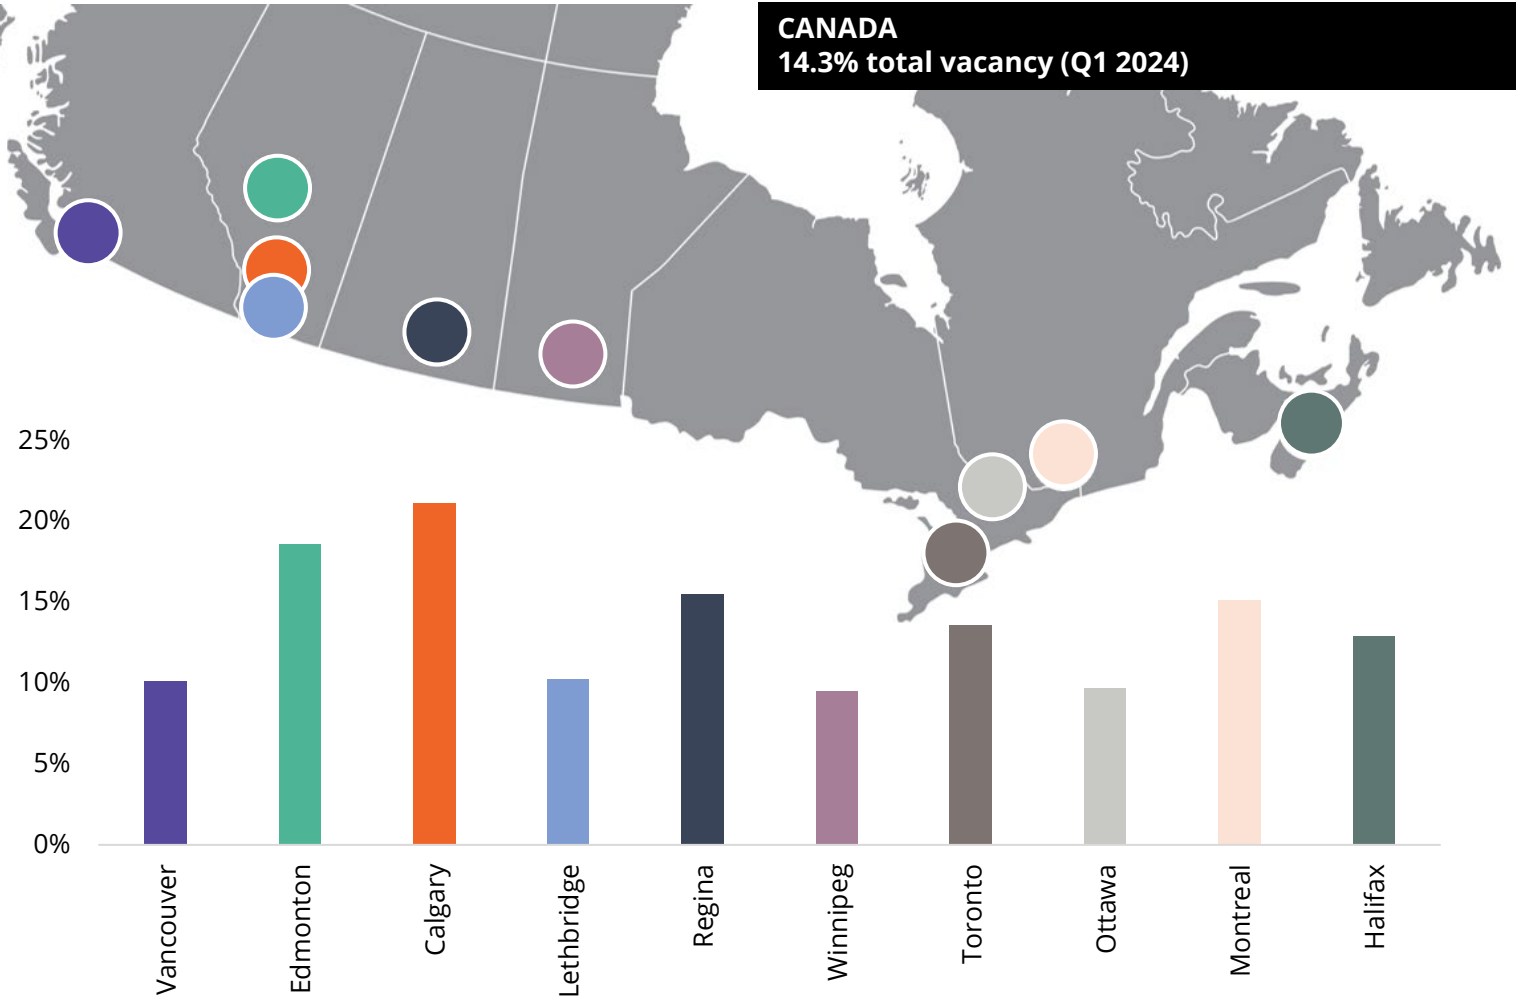 CANADA
14.3% total vacancy (Q1 2024)
25%
20%
15%
10%
5%
0%
Vancouver
Edmonton
Calgary
Lethbridge
Regina
Winnipeg
Toronto
Ottawa
Montreal
Halifax